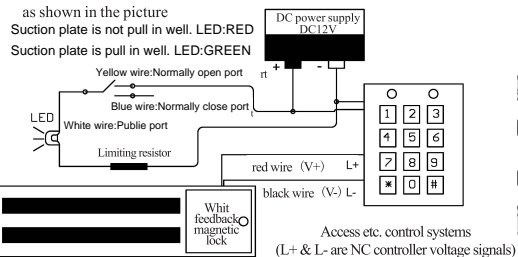 as shown in the picture
Suction plate is not pull in well. LED:RED
Suction plate is pull in well. LED:GREEN
DC power supply
DC12V
+ -
rt
Yellow wire:Normally open port
Blue wire:Normally close port
t
LED
White wire:Publie port
Limiting resistor
1 2 3
4 5 6
7 8 9
* 0 #
red wire (V+) L+
black wire (V-) L-
Whit
feedback
magnetic
lock
Access etc. control systems
(L+ & L- are NC controller voltage signals)